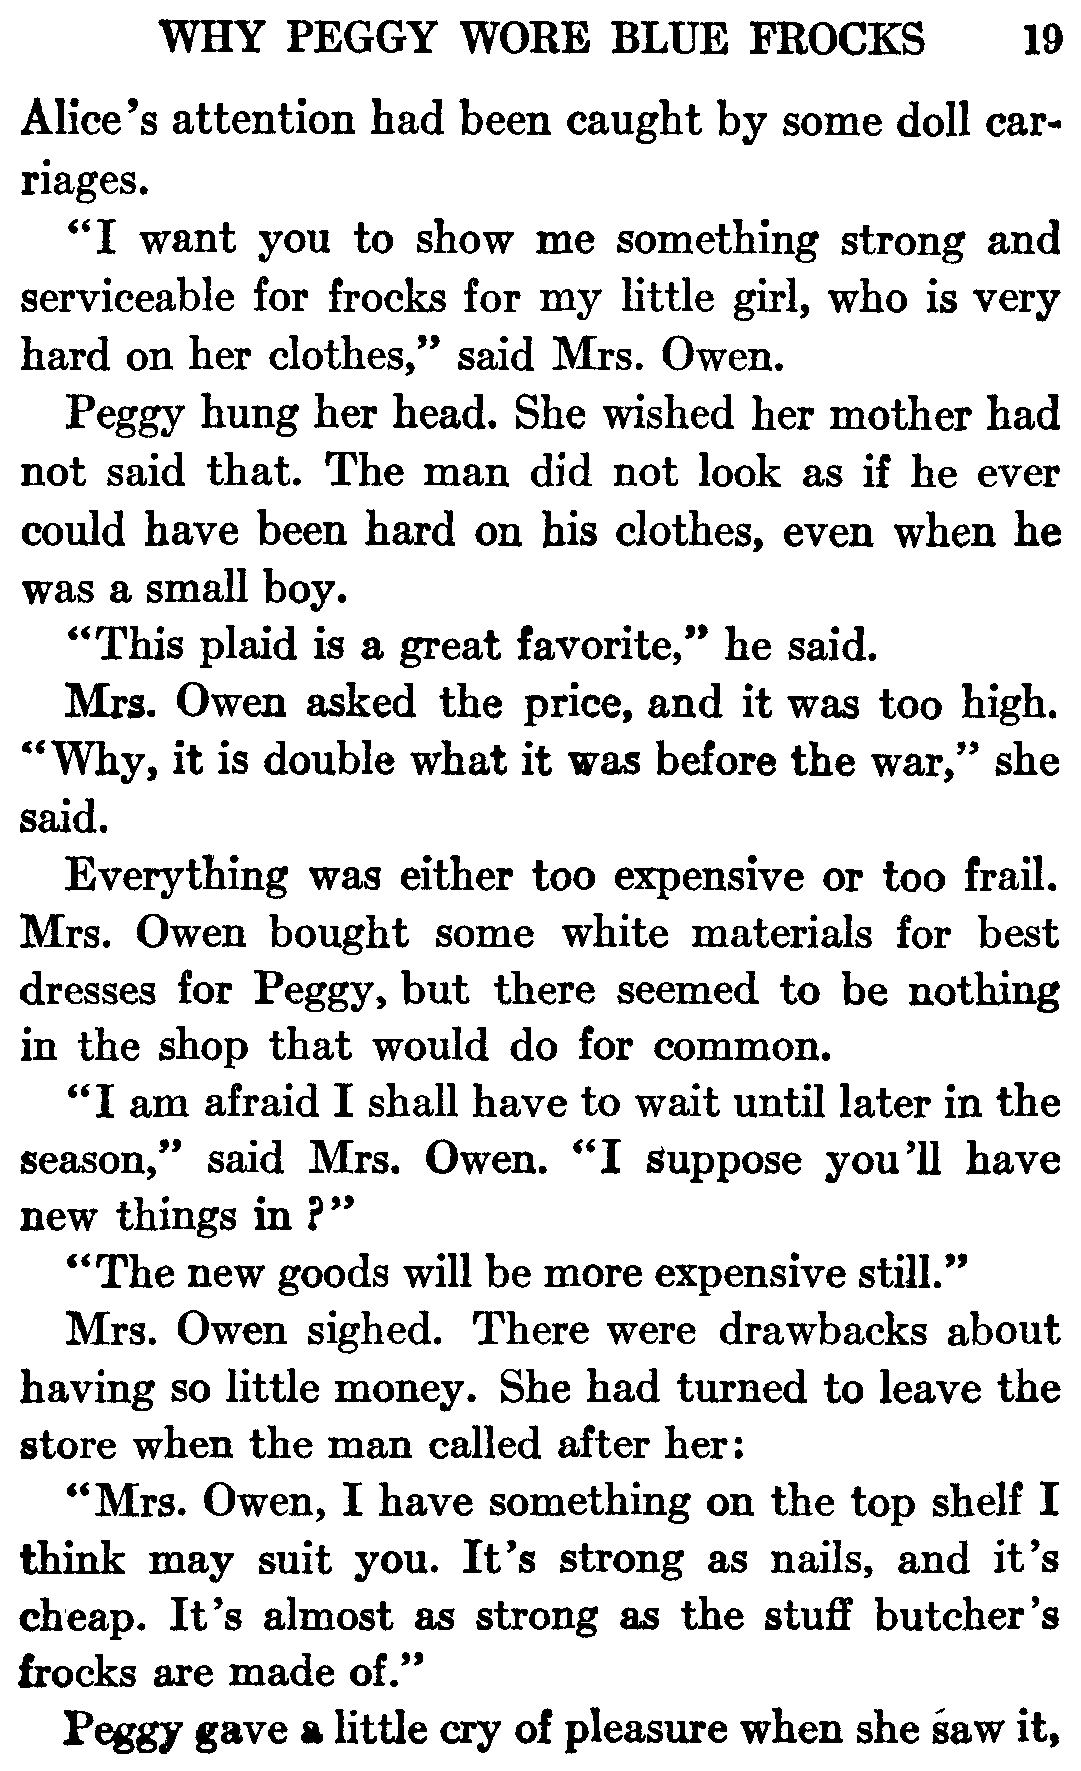 WHY PEGGY WORE BLUE FROCKS 19
Alice's attention had been caught by some doll car-
riages.
"I want you to show me something strong and
serviceable for frocks for my little girl, who is very
hard on her clothes," said Mrs. Owen.
Peggy hung her head. She wished her mother had
not said that. The man did not look as if he ever
could have been hard on his clothes, even when he
was a small boy.
"This plaid is a great favorite," he said.
Mrs. Owen asked the price, and it was too high.
"Why, it is double what it was before the war," she
said.
Everything was either too expensive or too frail.
Mrs. Owen bought some white materials for best
dresses for Peggy, but there seemed to be nothing
in the shop that would do for common.
"I am afraid I shall have to wait until later in the
season," said Mrs. Owen. "I suppose you'll have
new things in?"
"The new goods will be more expensive still."
Mrs. Owen sighed. There were drawbacks about
having so little money. She had turned to leave the
store when the man called after her:
"Mrs. Owen, I have something on the top shelf I
think may suit you. It's strong as nails, and it's
cheap. It's almost as strong as the stuff butcher's
frocks are made of."
Peggy gave a little cry of pleasure when she saw it,